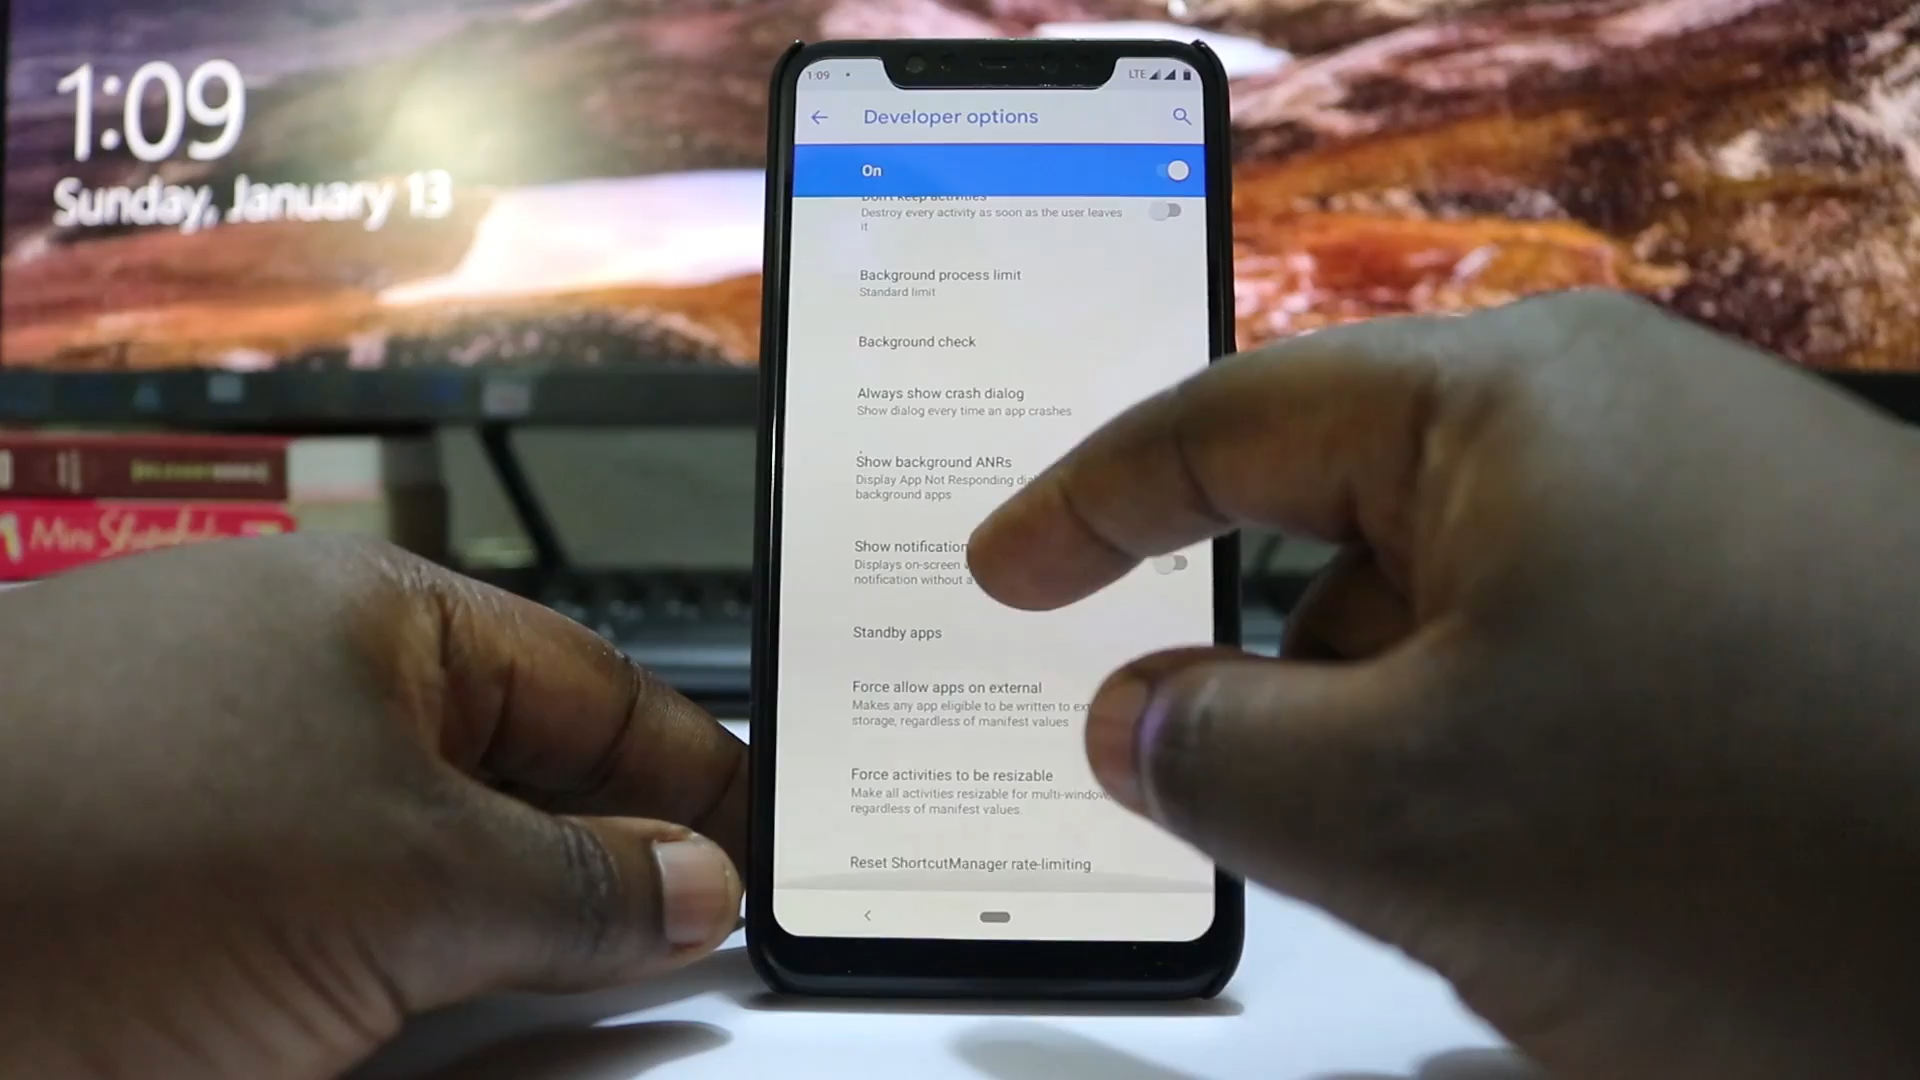 1:09
Sunday, January 13
Mini
1:09
LTE
Developer options
On
Don't keep activities
Destroy every activity as soon as the user leaves
it
Background process limit
Standard limit
Background check
Always show crash dialog
Show dialog every time an app crashes
Show background ANRs
Display App Not Responding
background apps
Show notification
Displays on-screen
notification without a
Standby apps
Force allow apps on external
Makes any app eligible to be written to
storage, regardless of manifest values
Force activities to be resizable
Make all activities resizable for multi-window,
regardless of manifest values.
Reset ShortcutManager rate-limiting